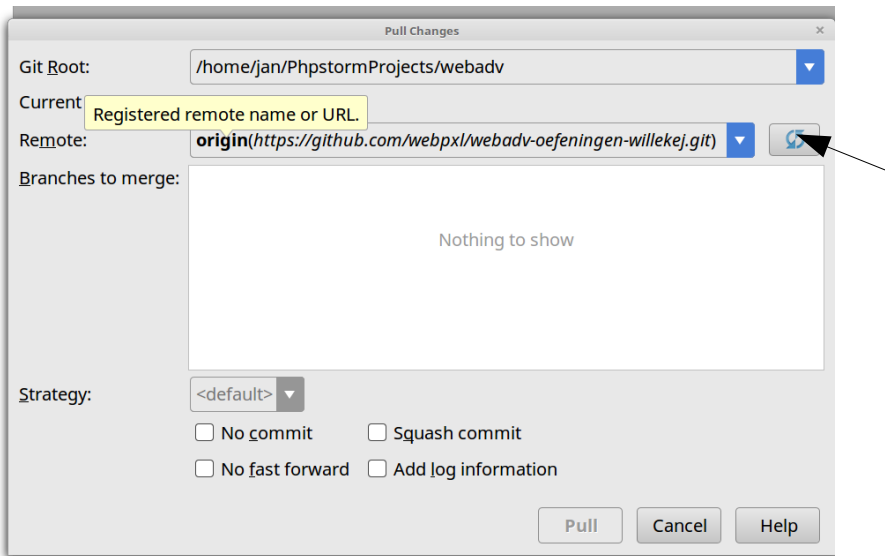 Pull Changes
Git Root: /home/jan/PhpstormProjects/webadv
Current
Registered remote name or URL.
Remote: origin(https://github.com/webpxl/webadv-oefeningen-willekej.git)
Branches to merge:
Nothing to show
Strategy: <default>
No commit Squash commit
No fast forward Add log information
Pull Cancel Help